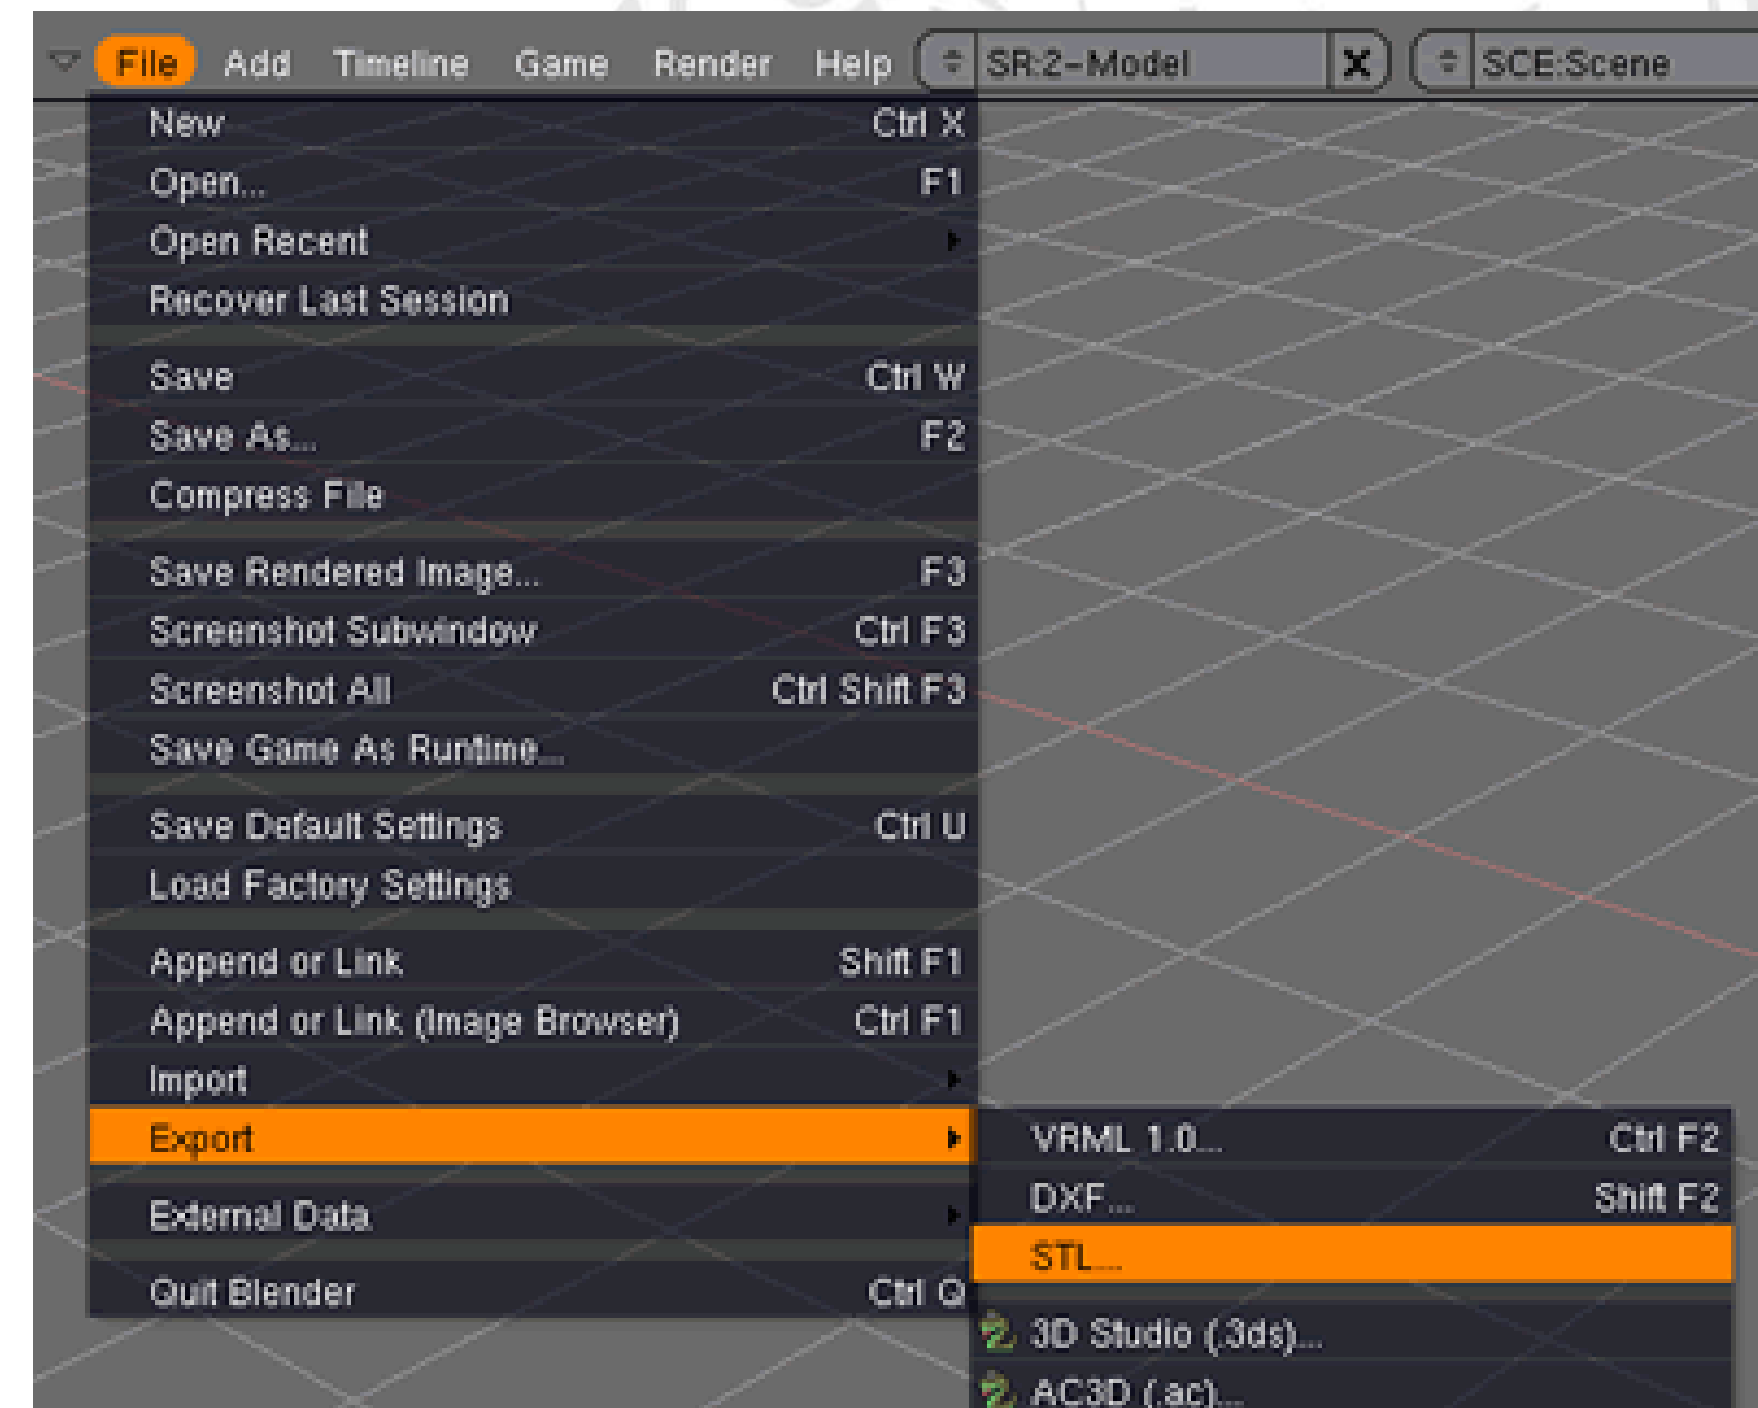 File Add Timeline Game Render Help SR:2-Model X SCE:Scene
New Ctrl X
Open... F1
Open Recent
Recover Last Session
Save Ctrl W
Save As... F2
Compress File
Save Rendered Image... F3
Screenshot Subwindow Ctrl F3
Screenshot All Ctrl Shift F3
Save Game As Runtime...
Save Default Settings Ctrl U
Load Factory Settings
Append or Link Shift F1
Append or Link (Image Browser) Ctrl F1
Import
Export VRML 1.0... Ctrl F2
DXF... Shift F2
External Data
STL...
Quit Blender Ctrl Q
3D Studio (.3ds)...
AC3D (.ac)...